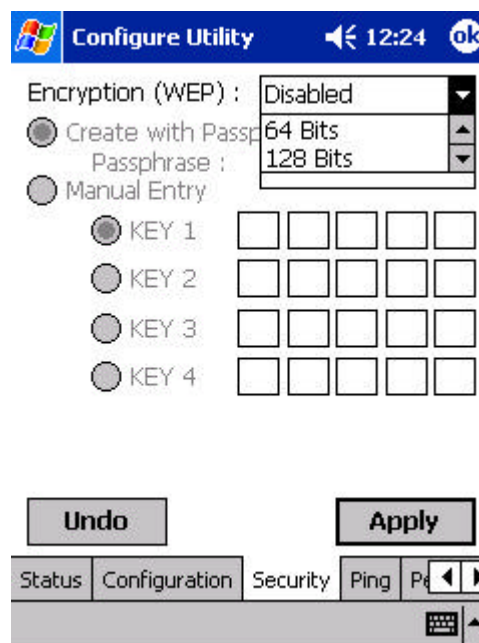 Configure Utility 12:24 ok
Encryption (WEP) : Disabled
Create with Passp 64 Bits
Passphrase : 128 Bits
Manual Entry
KEY 1
KEY 2
KEY 3
KEY 4
Undo Apply
Status Configuration Security Ping